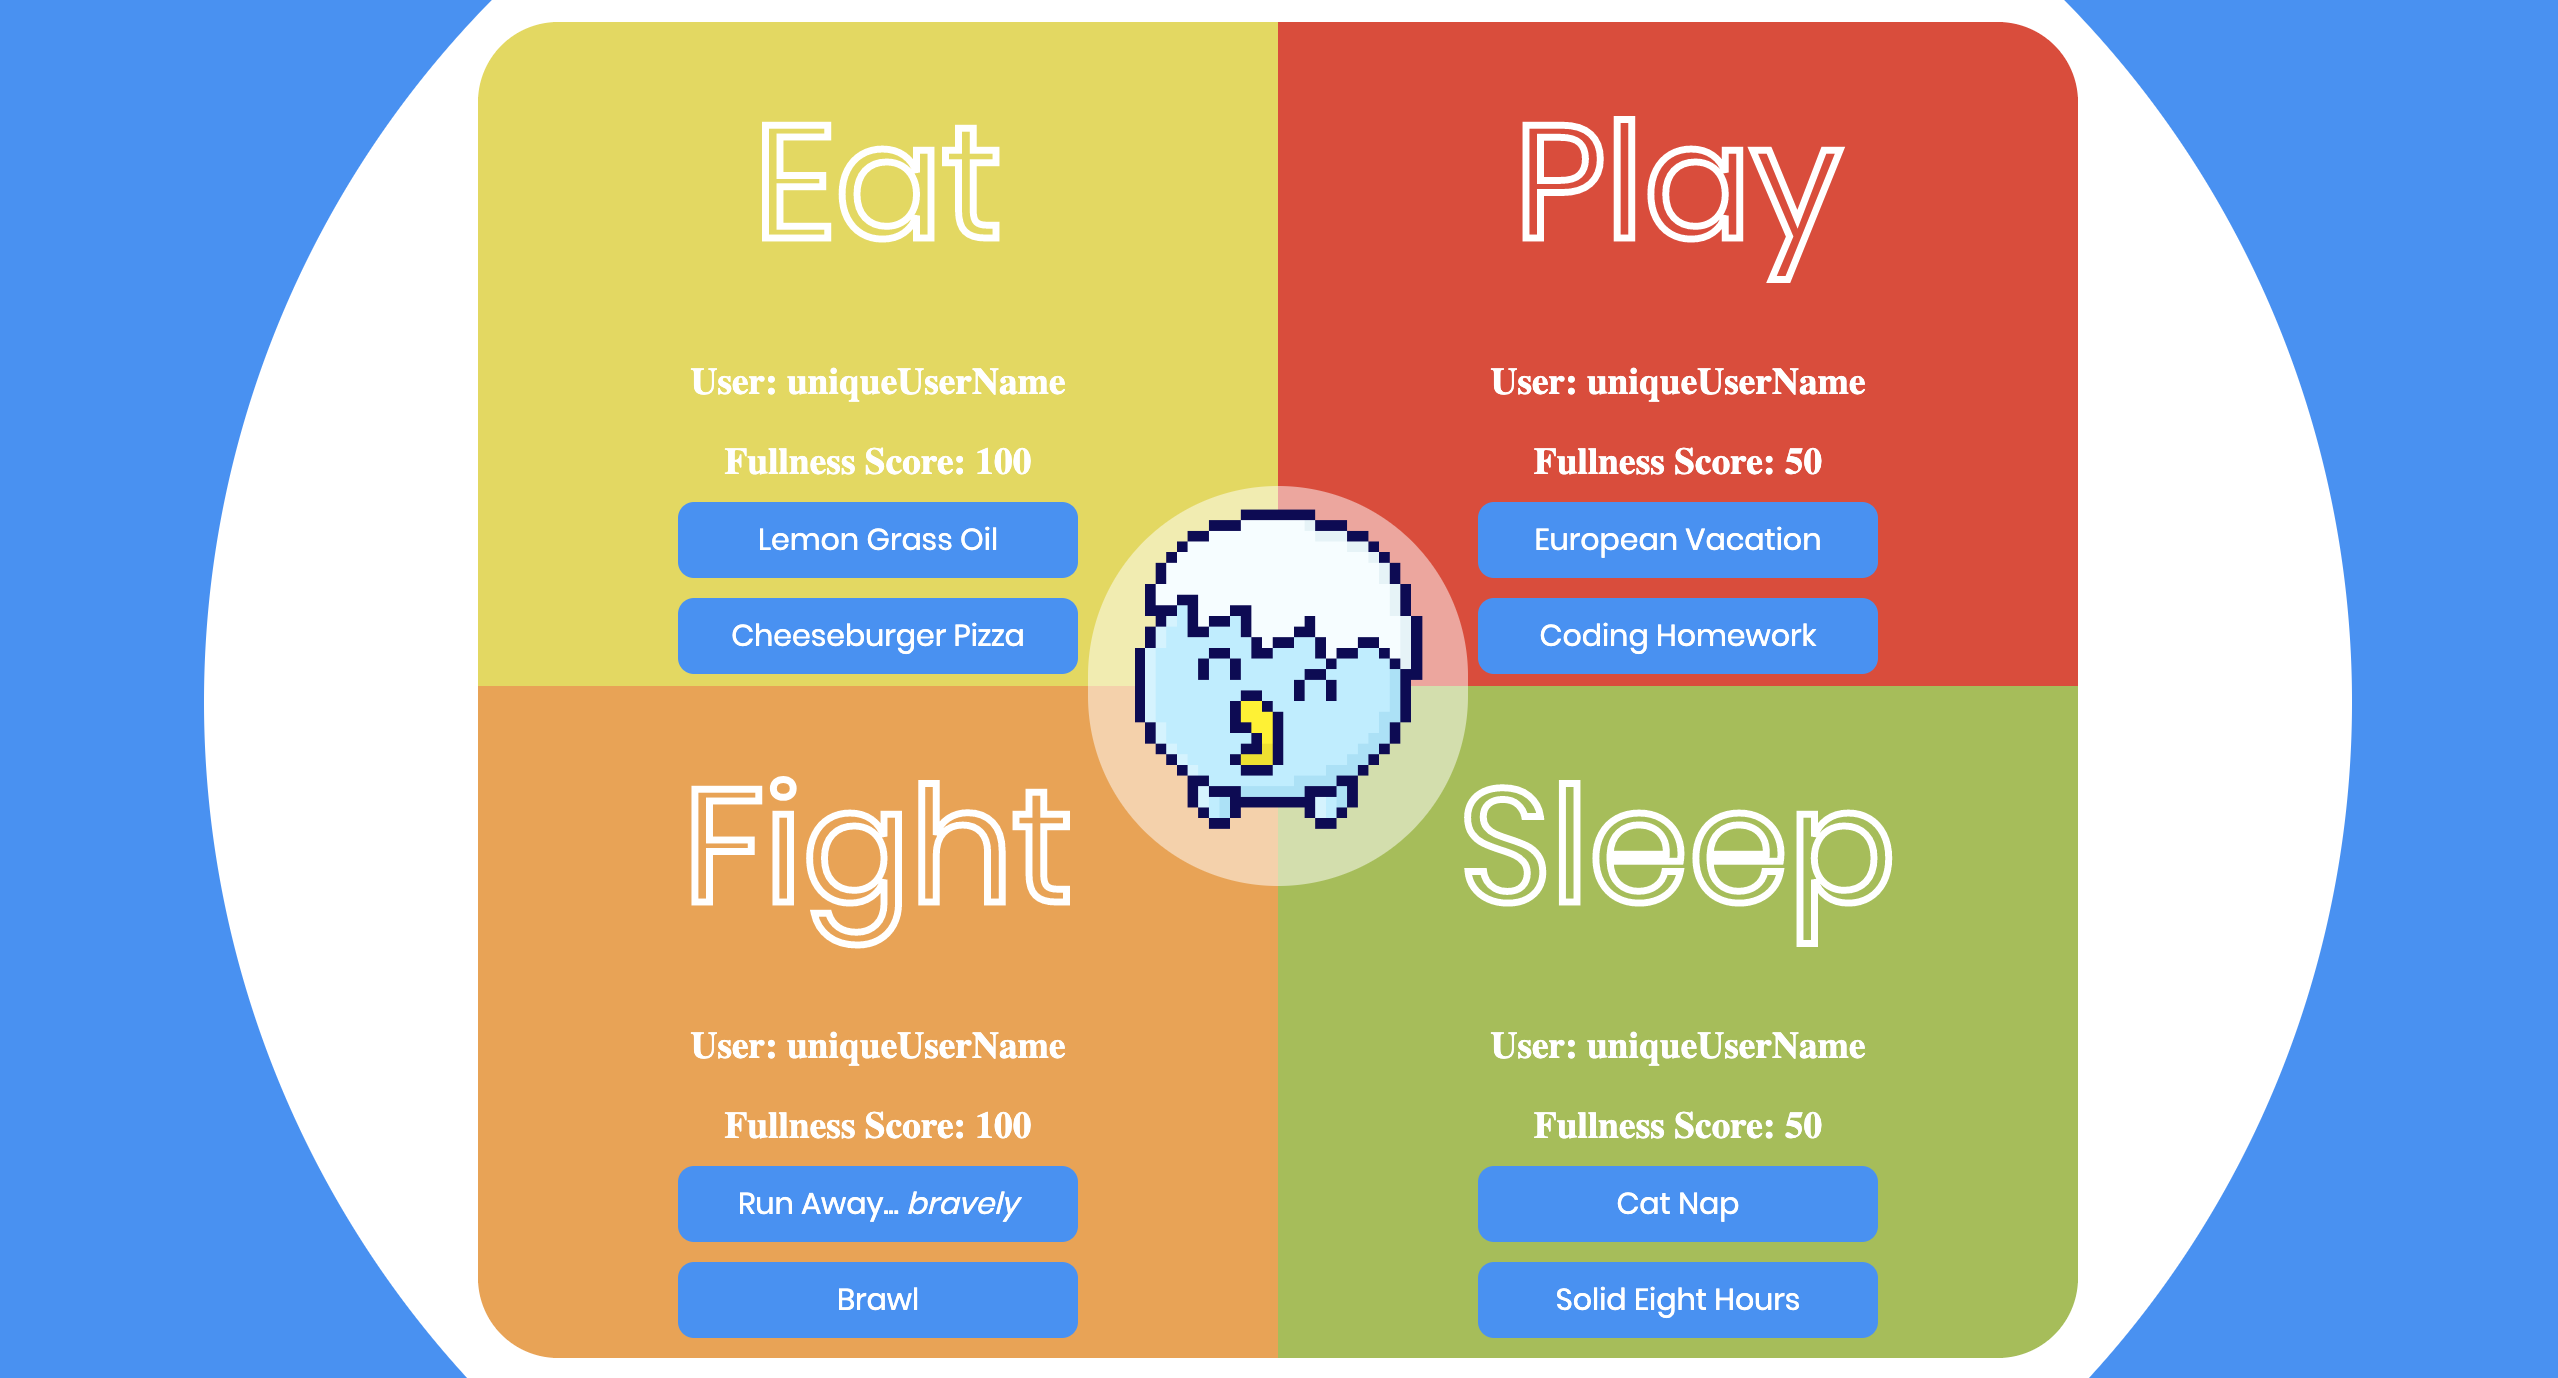 Eat
User: uniqueUserName
Fullness Score: 100
Lemon Grass Oil
Cheeseburger Pizza
Play
User: uniqueUserName
Fullness Score: 50
European Vacation
Coding Homework
Fight
User: uniqueUserName
Fullness Score: 100
Run Away... bravely
Brawl
Sleep
User: uniqueUserName
Fullness Score: 50
Cat Nap
Solid Eight Hours